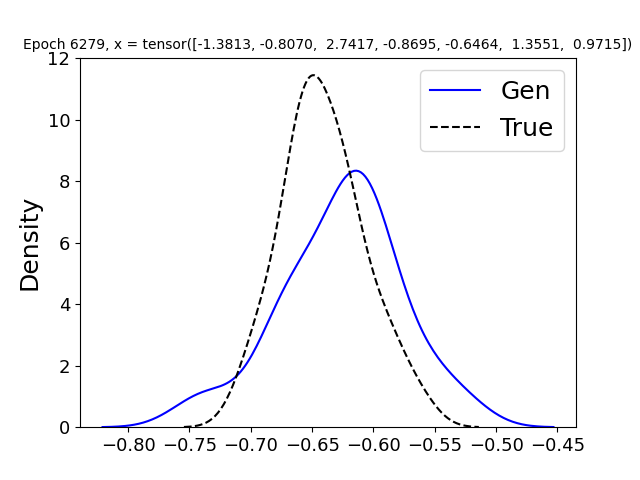 Epoch 6279, x = tensor([-1.3813, -0.8070,  2.7417, -0.8695, -0.6464,  1.3551,  0.9715])
12
10
8
6
4
2
0
Density
Gen
True
−0.80 −0.75 −0.70 −0.65 −0.60 −0.55 −0.50 −0.45